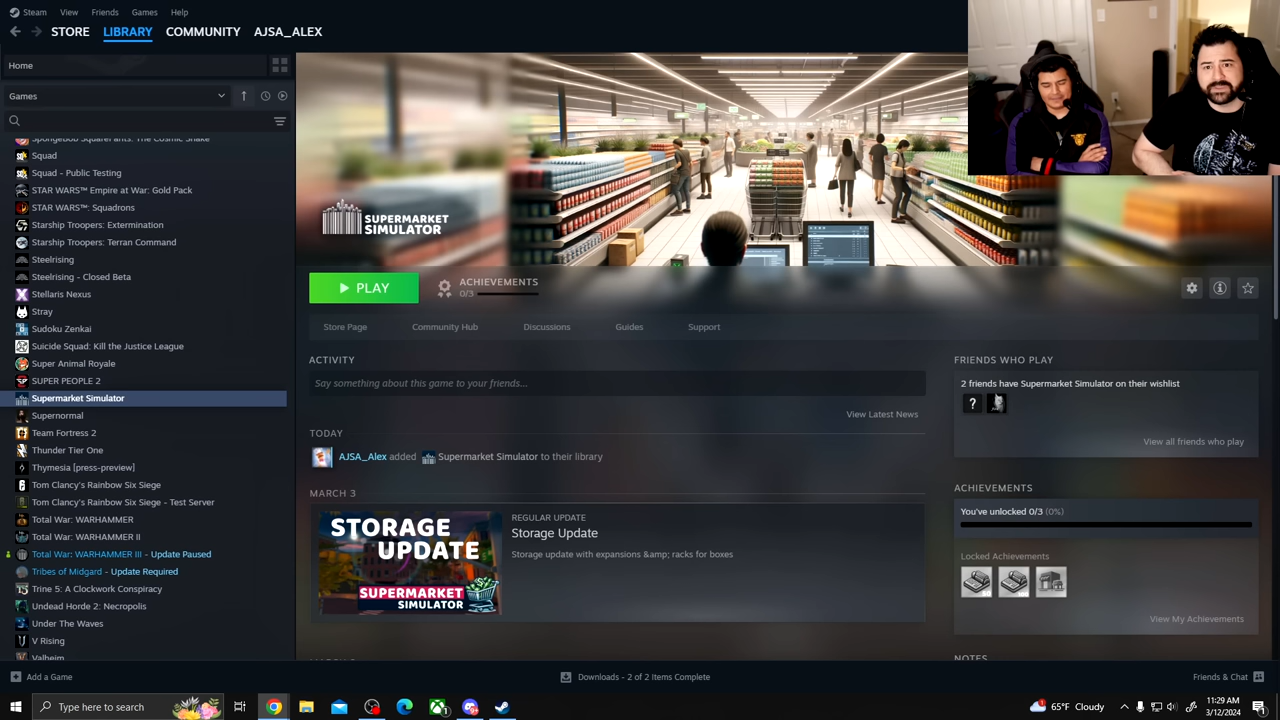 Steam View Friends Games Help
STORE LIBRARY COMMUNITY AJSA_ALEX
Home
Games
Squad
Squad - Public Testing
STAR WARS™ Empire at War: Gold Pack
STAR WARS™: Squadrons
Starship Troopers: Extermination
Starship Troopers: Terran Command
Steelrising
Steelrising - Closed Beta
Stellaris Nexus
Stray
Sudoku Zenkai
Suicide Squad: Kill the Justice League
Super Animal Royale
SUPER PEOPLE 2
Supermarket Simulator
Supernormal
Team Fortress 2
Thunder Tier One
Thymesia [press-preview]
Tom Clancy's Rainbow Six Siege
Tom Clancy's Rainbow Six Siege - Test Server
Total War: WARHAMMER
Total War: WARHAMMER II
Total War: WARHAMMER III - Update Paused
Tribes of Midgard - Update Required
Trine 5: A Clockwork Conspiracy
Undead Horde 2: Necropolis
Under The Waves
V Rising
Valheim
SUPERMARKET
SIMULATOR
PLAY
ACHIEVEMENTS
0/3
Store Page Community Hub Discussions Guides Support
ACTIVITY
Say something about this game to your friends...
View Latest News
TODAY
AJSA_Alex added Supermarket Simulator to their library
MARCH 3
STORAGE
UPDATE
SUPERMARKET
SIMULATOR
REGULAR UPDATE
Storage Update
Storage update with expansions &amp; racks for boxes
FRIENDS WHO PLAY
2 friends have Supermarket Simulator on their wishlist
?
View all friends who play
ACHIEVEMENTS
You've unlocked 0/3 (0%)
Locked Achievements
View My Achievements
NOTES
Add a Game
Downloads - 2 of 2 Items Complete
Friends & Chat
Type here to search
65°F Cloudy
11:29 AM
3/12/2024